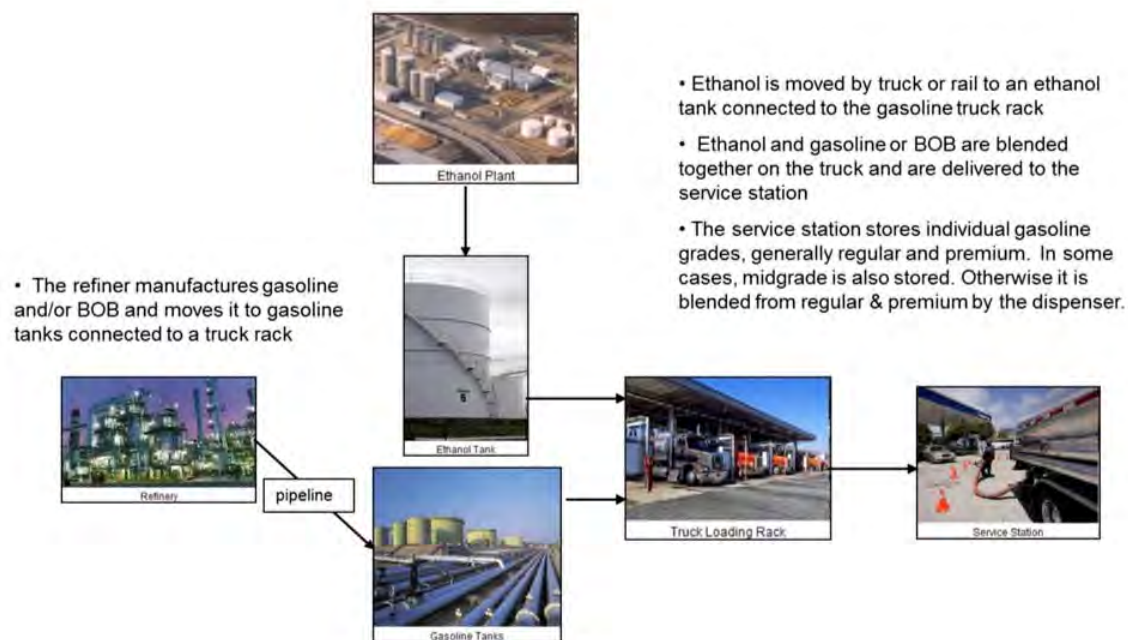 Ethanol Plant
• Ethanol is moved by truck or rail to an ethanol
tank connected to the gasoline truck rack
• Ethanol and gasoline or BOB are blended
together on the truck and are delivered to the
service station
• The service station stores individual gasoline
grades, generally regular and premium. In some
cases, midgrade is also stored. Otherwise it is
blended from regular & premium by the dispenser.
• The refiner manufactures gasoline
and/or BOB and moves it to gasoline
tanks connected to a truck rack
6
Ethanol Tank
Refinery
pipeline
Gasoline Tanks
Truck Loading Rack
Service Station